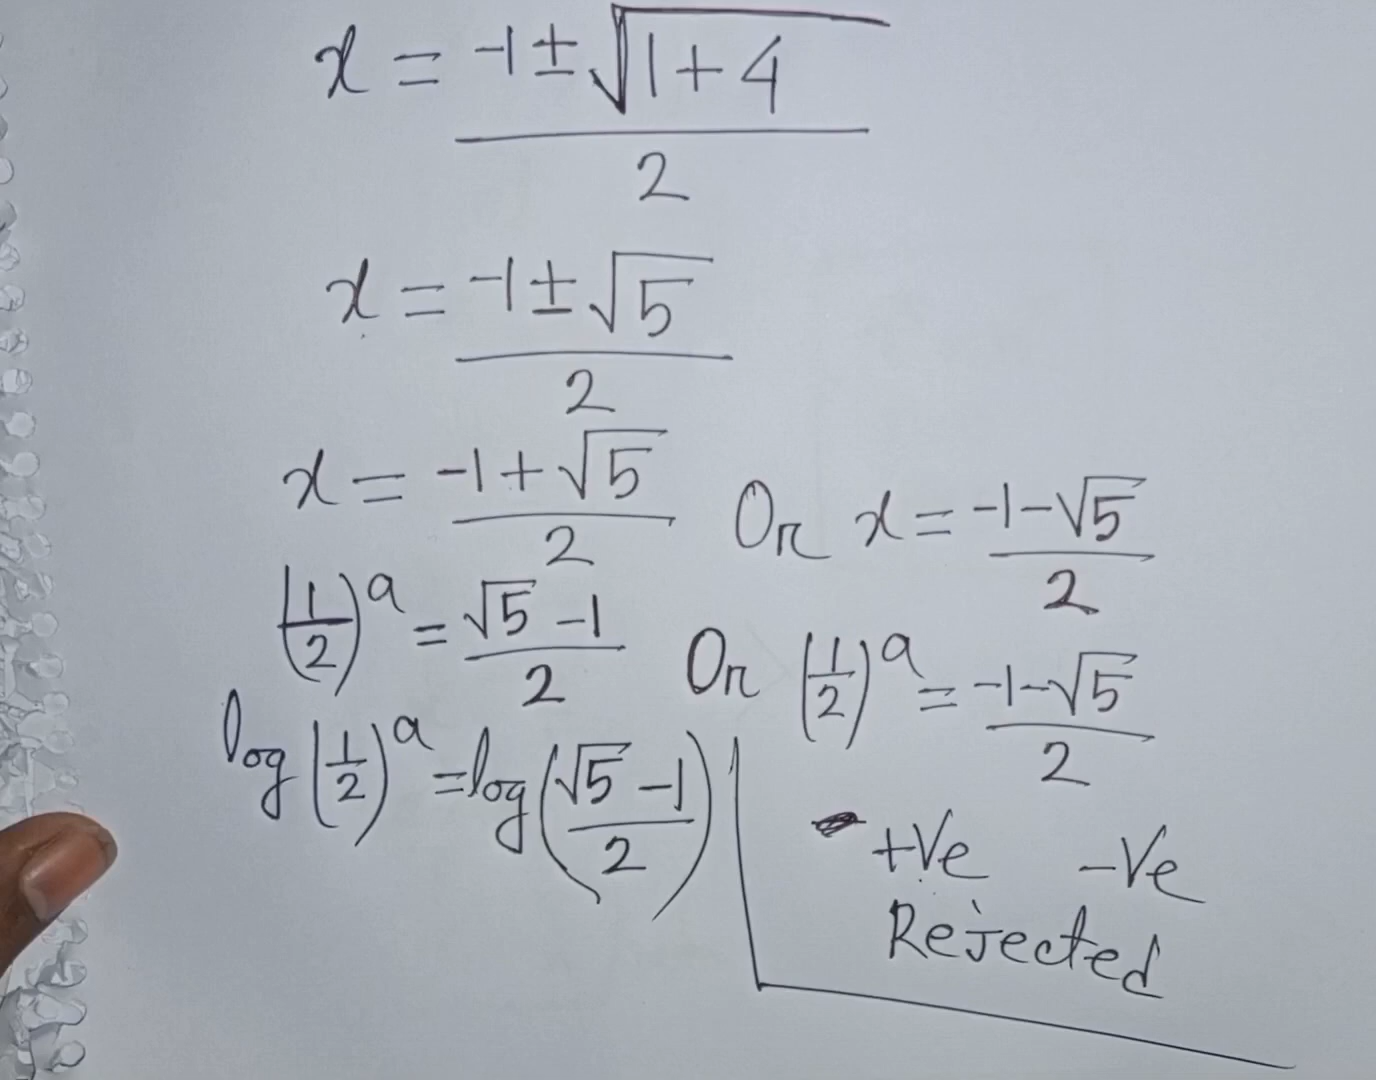 x = (-1 ± √(1+4))/2
x = (-1 ± √5)/2
x = (-1+√5)/2 Or x = (-1-√5)/2
(1/2)^a = (√5 -1)/2 Or (1/2)^a = (-1-√5)/2
log(1/2)^a = log((√5 -1)/2)
+Ve -Ve
Rejected